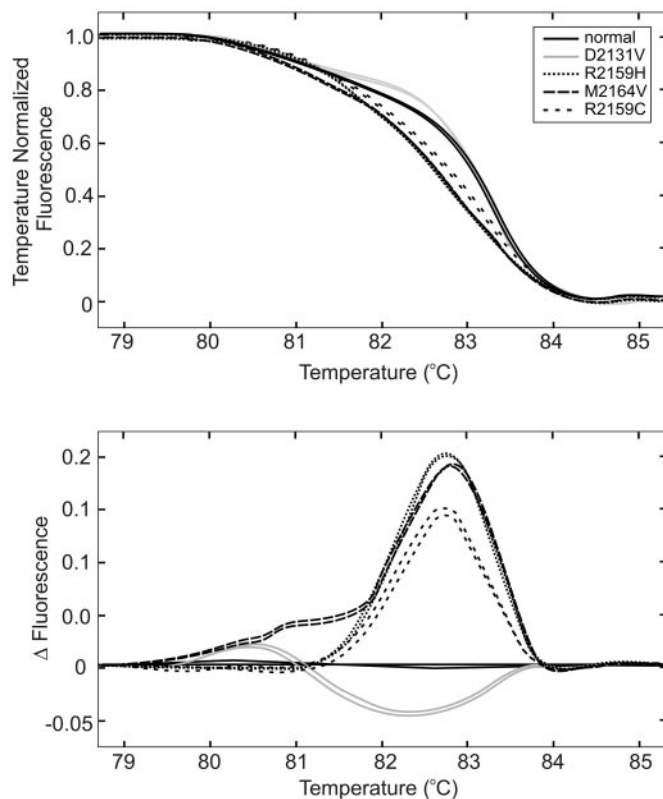 1.0
0.8
0.6
0.4
0.2
0
Temperature Normalized
Fluorescence
normal
D2131V
R2159H
M2164V
R2159C
79 80 81 82 83 84 85
Temperature (°C)
0.2
0.1
0.1
0.0
0
-0.05
Δ Fluorescence
79 80 81 82 83 84 85
Temperature (°C)